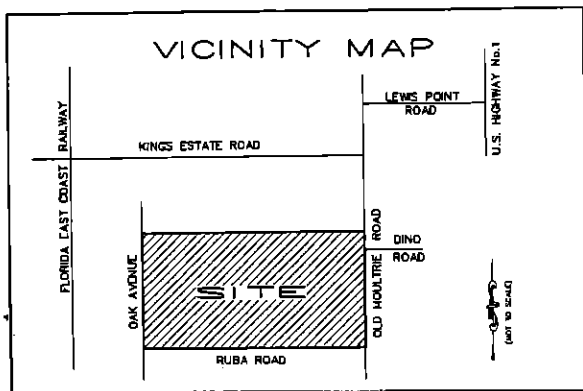 VICINITY MAP
LEWIS POINT
ROAD
U.S. HIGHWAY No.1
KINGS ESTATE ROAD
FLORIDA EAST COAST RAILWAY
OAK AVENUE
SITE
OLD MOULTRIE ROAD
DINO
ROAD
RUBA ROAD
(NOT TO SCALE)